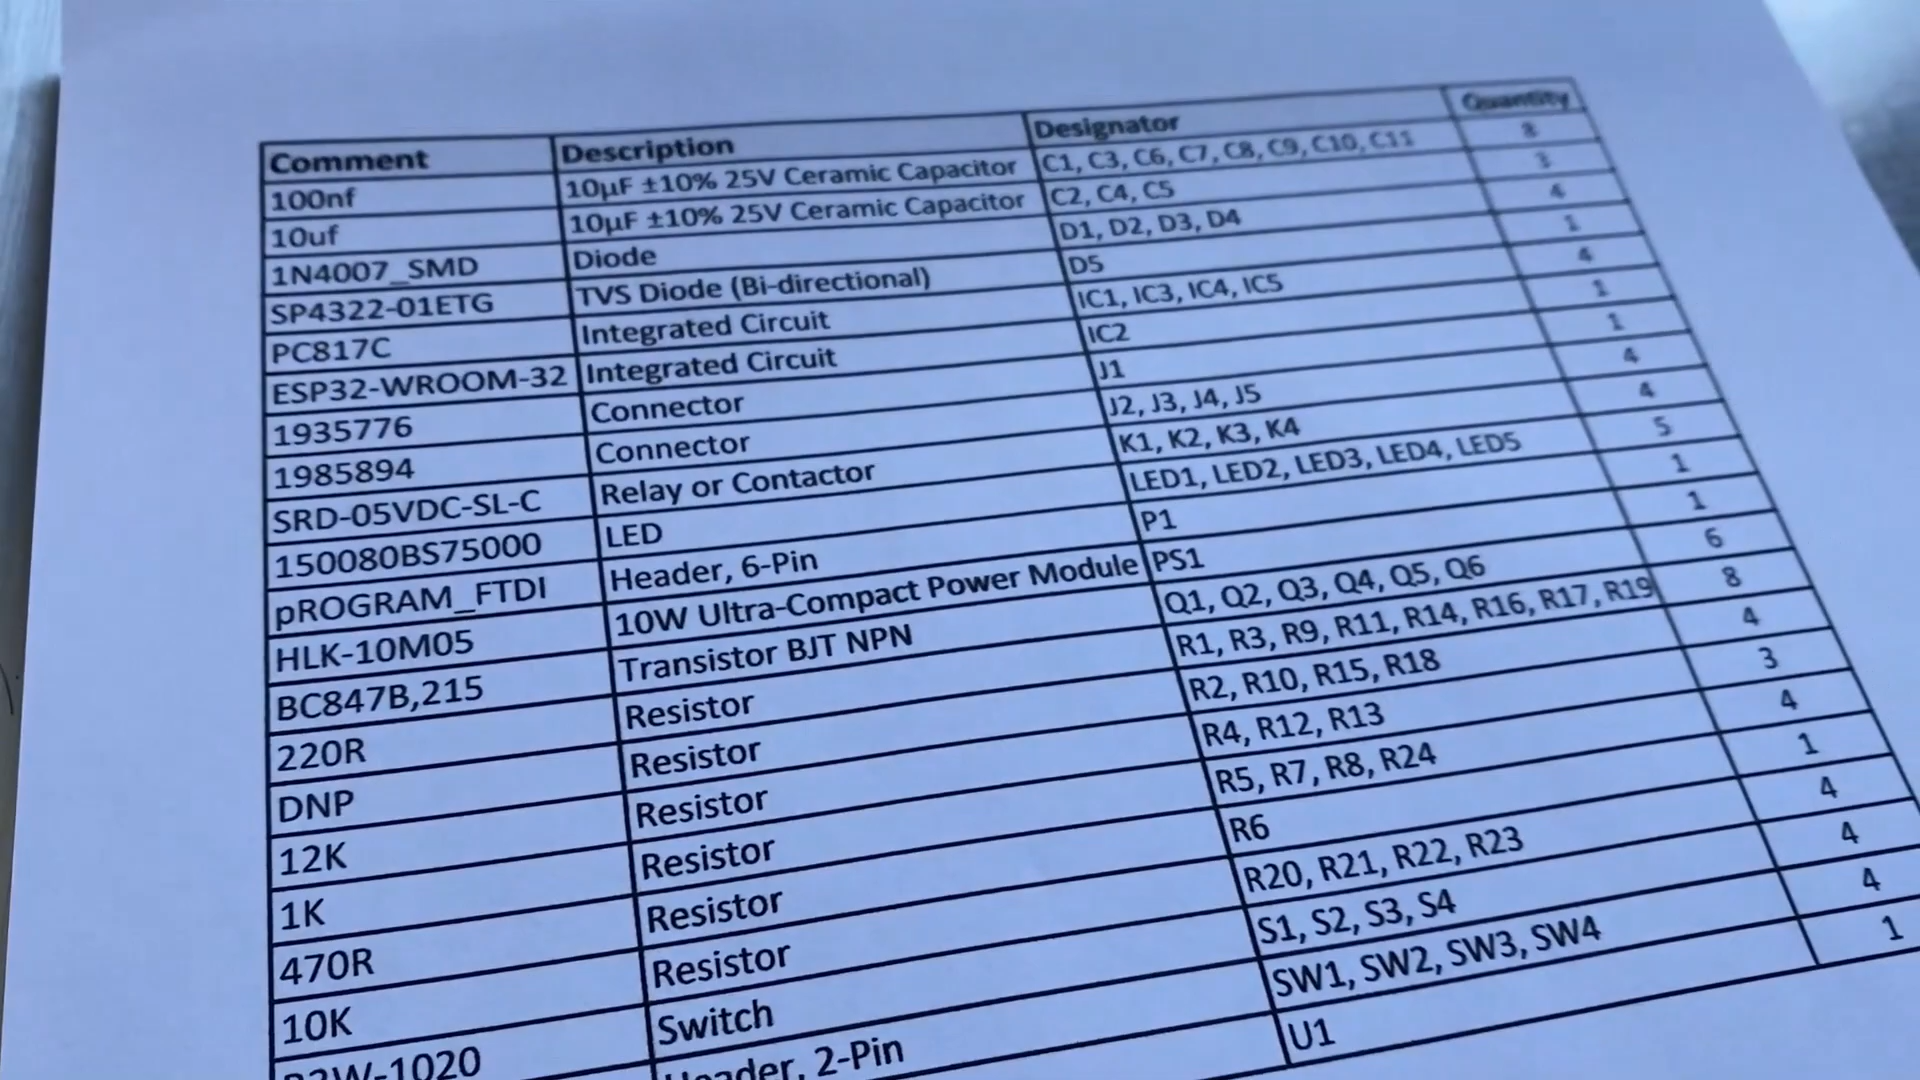 Comment Description Designator Quantity
100nf 10µF ±10% 25V Ceramic Capacitor C1, C3, C6, C7, C8, C9, C10, C11 8
10uf 10µF ±10% 25V Ceramic Capacitor C2, C4, C5 3
1N4007_SMD Diode D1, D2, D3, D4 4
SP4322-01ETG TVS Diode (Bi-directional) D5 1
PC817C Integrated Circuit IC1, IC3, IC4, IC5 4
ESP32-WROOM-32 Integrated Circuit IC2 1
1935776 Connector J1 1
1985894 Connector J2, J3, J4, J5 4
SRD-05VDC-SL-C Relay or Contactor K1, K2, K3, K4 4
150080BS75000 LED LED1, LED2, LED3, LED4, LED5 5
pROGRAM_FTDI Header, 6-Pin P1 1
HLK-10M05 10W Ultra-Compact Power Module PS1 1
BC847B,215 Transistor BJT NPN Q1, Q2, Q3, Q4, Q5, Q6 6
220R Resistor R1, R3, R9, R11, R14, R16, R17, R19 8
DNP Resistor R2, R10, R15, R18 4
12K Resistor R4, R12, R13 3
1K Resistor R5, R7, R8, R24 4
470R Resistor R6 1
10K Resistor R20, R21, R22, R23 4
Switch S1, S2, S3, S4 4
Header, 2-Pin SW1, SW2, SW3, SW4 4
U1 1